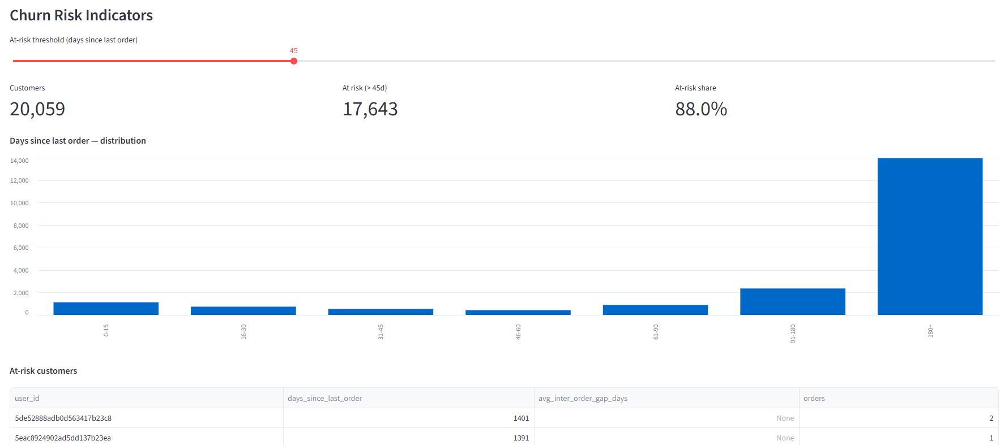 Churn Risk Indicators
At-risk threshold (days since last order)
45
Customers
At risk (> 45d)
At-risk share
20,059
17,643
88.0%
Days since last order — distribution
14,000
12,000
10,000
8,000
6,000
4,000
2,000
0
0-15
16-30
31-45
46-60
61-90
91-180
180+
At-risk customers
user_id days_since_last_order avg_inter_order_gap_days orders
5de52888adb0d563417b23c8 1401 None 2
5eac8924902ad5dd137b23ea 1391 None 1